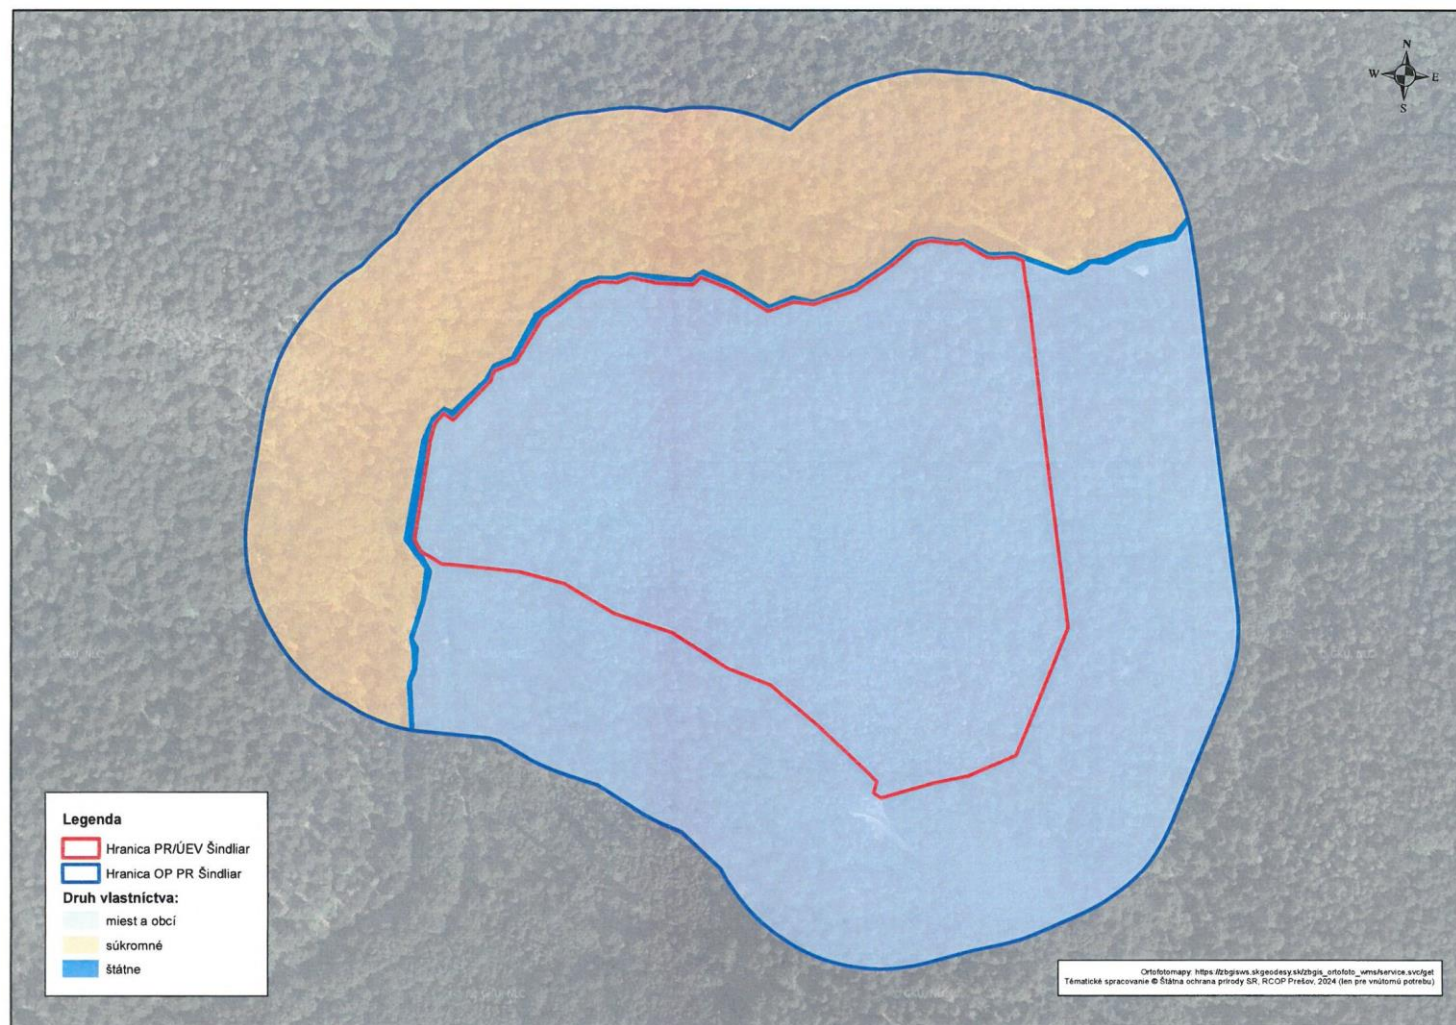 N
W E
S
Legenda
Hranica PR/ÚEV Šindliar
Hranica OP PR Šindliar
Druh vlastníctva:
miest a obcí
súkromné
štátne
Ortofotomapy: https://zbgisws.skgeodesy.sk/zbgis_ortofoto_wms/service.svc/get
Tématické spracovanie © Štátna ochrana prírody SR, RCOP Prešov, 2024 (len pre vnútornú potrebu)